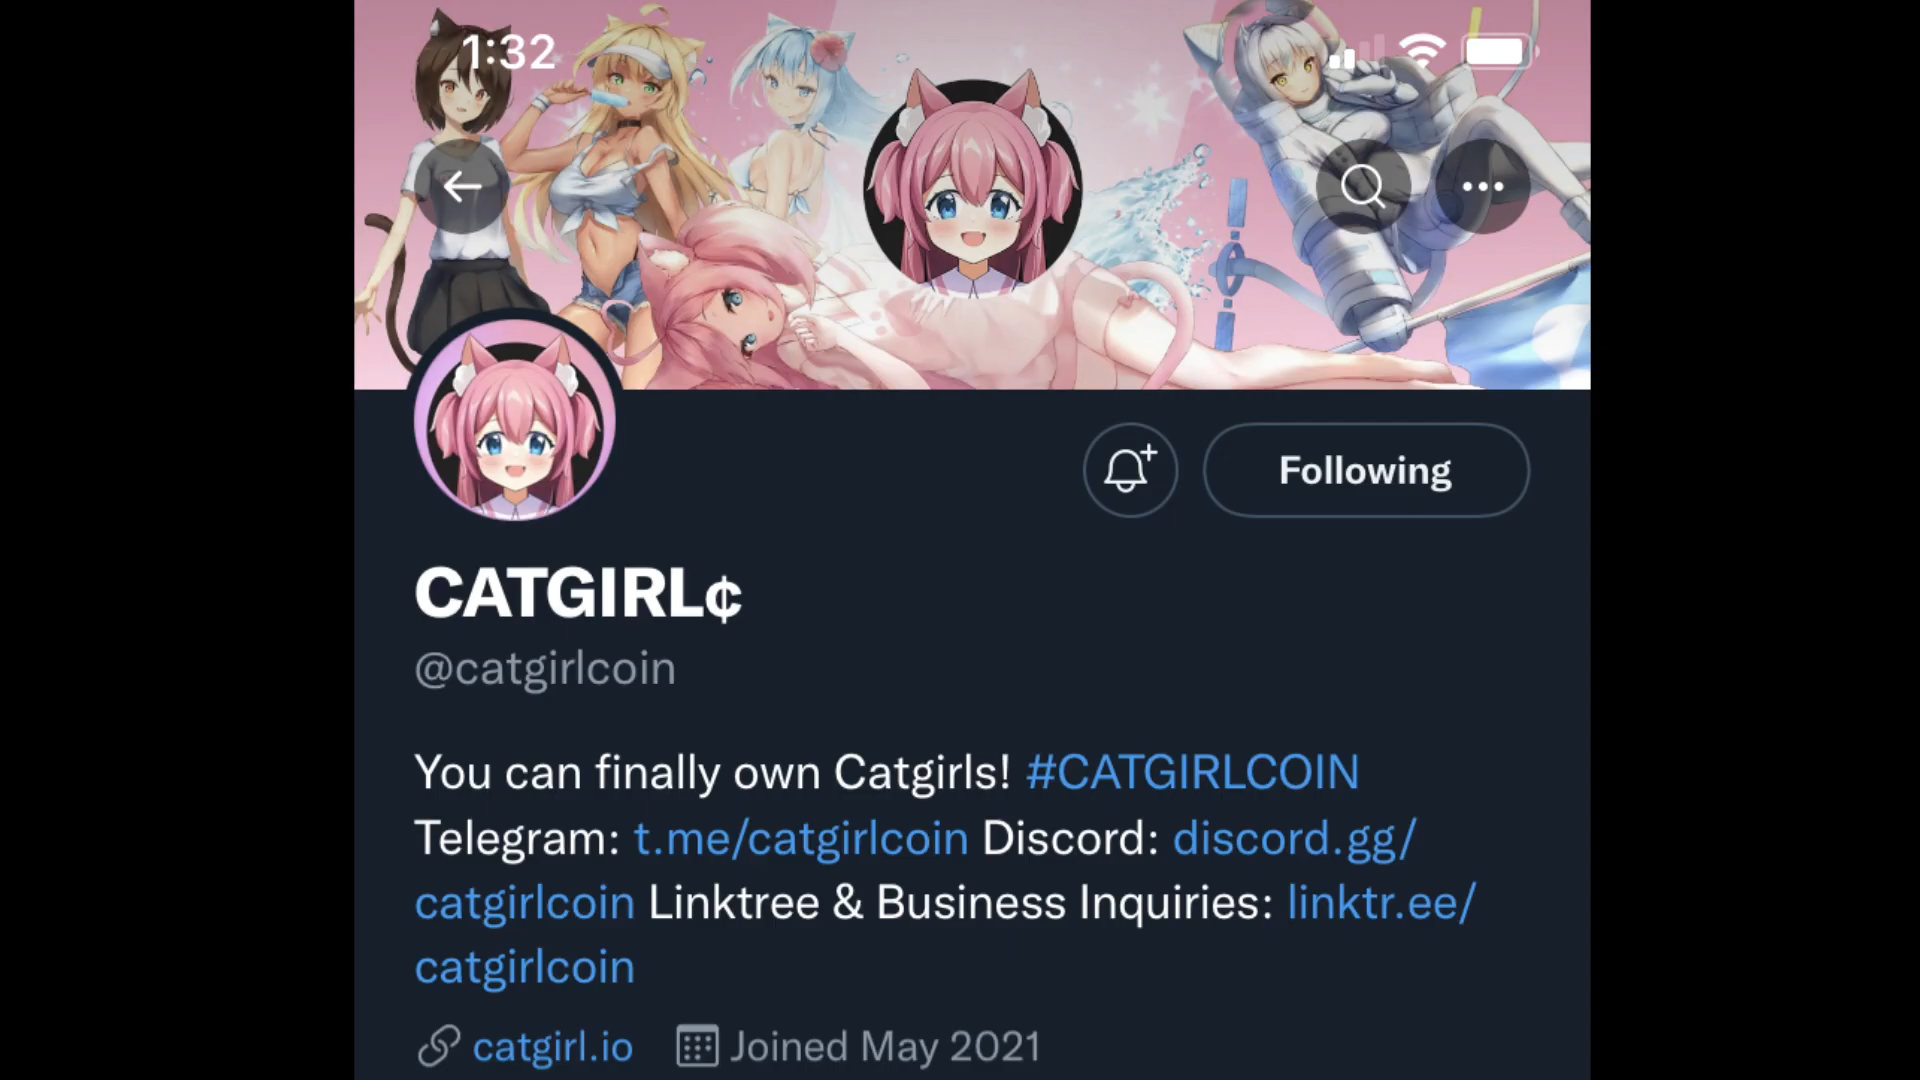 1:32
Following
CATGIRL¢
@catgirlcoin
You can finally own Catgirls! #CATGIRLCOIN
Telegram: t.me/catgirlcoin Discord: discord.gg/
catgirlcoin Linktree & Business Inquiries: linktr.ee/
catgirlcoin
catgirl.io Joined May 2021